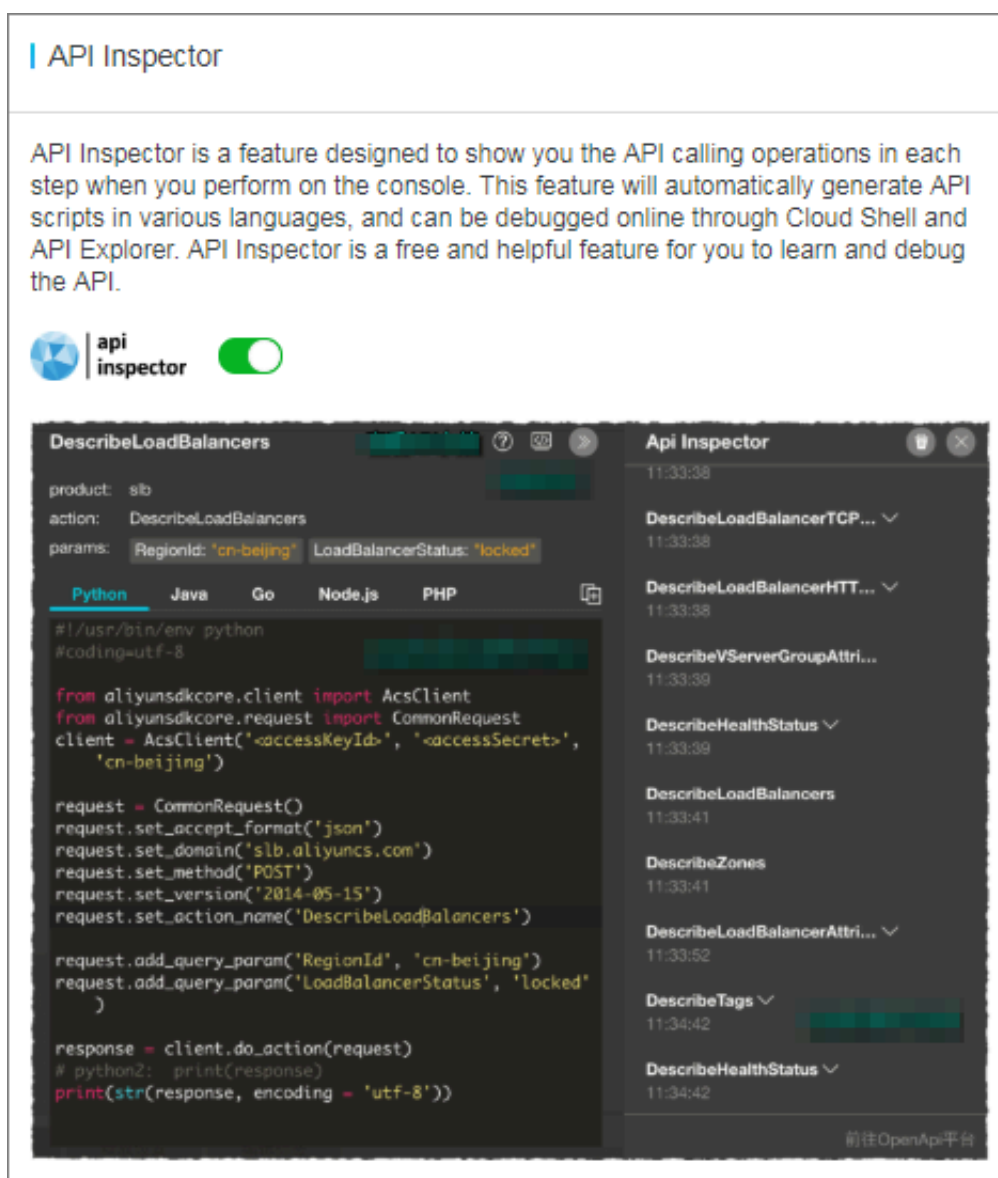 API Inspector
API Inspector is a feature designed to show you the API calling operations in each
step when you perform on the console. This feature will automatically generate API
scripts in various languages, and can be debugged online through Cloud Shell and
API Explorer. API Inspector is a free and helpful feature for you to learn and debug
the API.
api
inspector
DescribeLoadBalancers
product: slb
action: DescribeLoadBalancers
params: RegionId: "cn-beijing" LoadBalancerStatus: "locked"
Python Java Go Node.js PHP
#!/usr/bin/env python
#coding=utf-8
from aliyunsdkcore.client import AcsClient
from aliyunsdkcore.request import CommonRequest
client = AcsClient('<accessKeyId>', '<accessSecret>',
'cn-beijing')
request = CommonRequest()
request.set_accept_format('json')
request.set_domain('slb.aliyuncs.com')
request.set_method('POST')
request.set_version('2014-05-15')
request.set_action_name('DescribeLoadBalancers')
request.add_query_param('RegionId', 'cn-beijing')
request.add_query_param('LoadBalancerStatus', 'locked'
)
response = client.do_action(request)
# python2: print(response)
print(str(response, encoding = 'utf-8'))
Api Inspector
11:33:38
DescribeLoadBalancerTCP...
11:33:38
DescribeLoadBalancerHTT...
11:33:38
DescribeVServerGroupAttri...
11:33:39
DescribeHealthStatus
11:33:39
DescribeLoadBalancers
11:33:41
DescribeZones
11:33:41
DescribeLoadBalancerAttri...
11:33:52
DescribeTags
11:34:42
DescribeHealthStatus
11:34:42
前往OpenApi平台